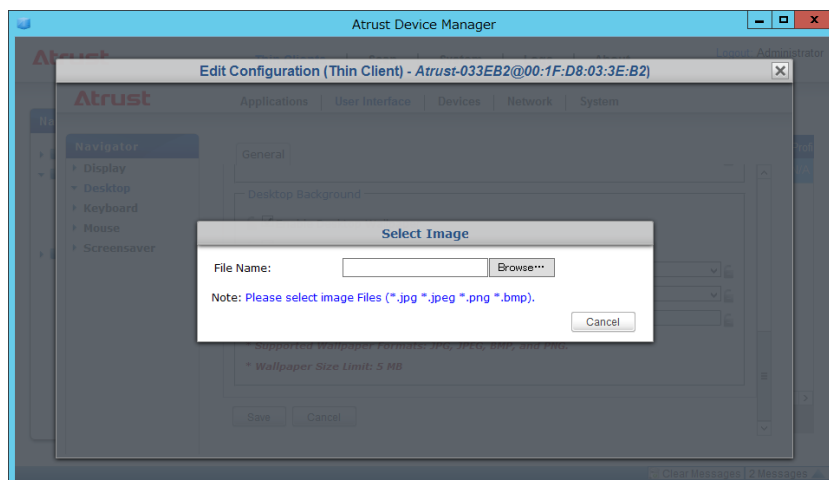 Atrust Device Manager
Logout Administrator
Edit Configuration (Thin Client) - Atrust-033EB2@00:1F:D8:03:3E:B2)
Atrust
Applications | User Interface | Devices | Network | System
Navigator
Display
Desktop
Keyboard
Mouse
Screensaver
General
Desktop Background
Select Image
File Name:
Browse···
Note: Please select image Files (*.jpg *.jpeg *.png *.bmp).
Cancel
* Supported Wallpaper Formats: JPG, JPEG, BMP, and PNG.
* Wallpaper Size Limit: 5 MB
Save Cancel
Clear Messages 2 Messages